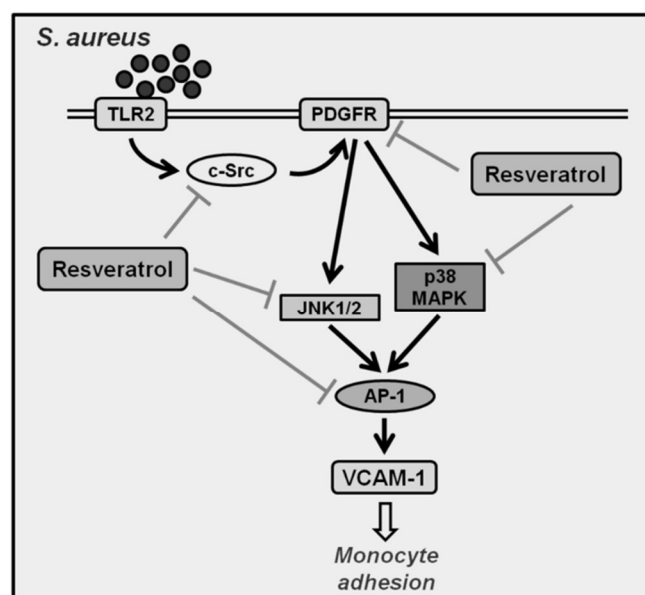 S. aureus
TLR2
PDGFR
c-Src
Resveratrol
Resveratrol
p38
MAPK
JNK1/2
AP-1
VCAM-1
Monocyte
adhesion